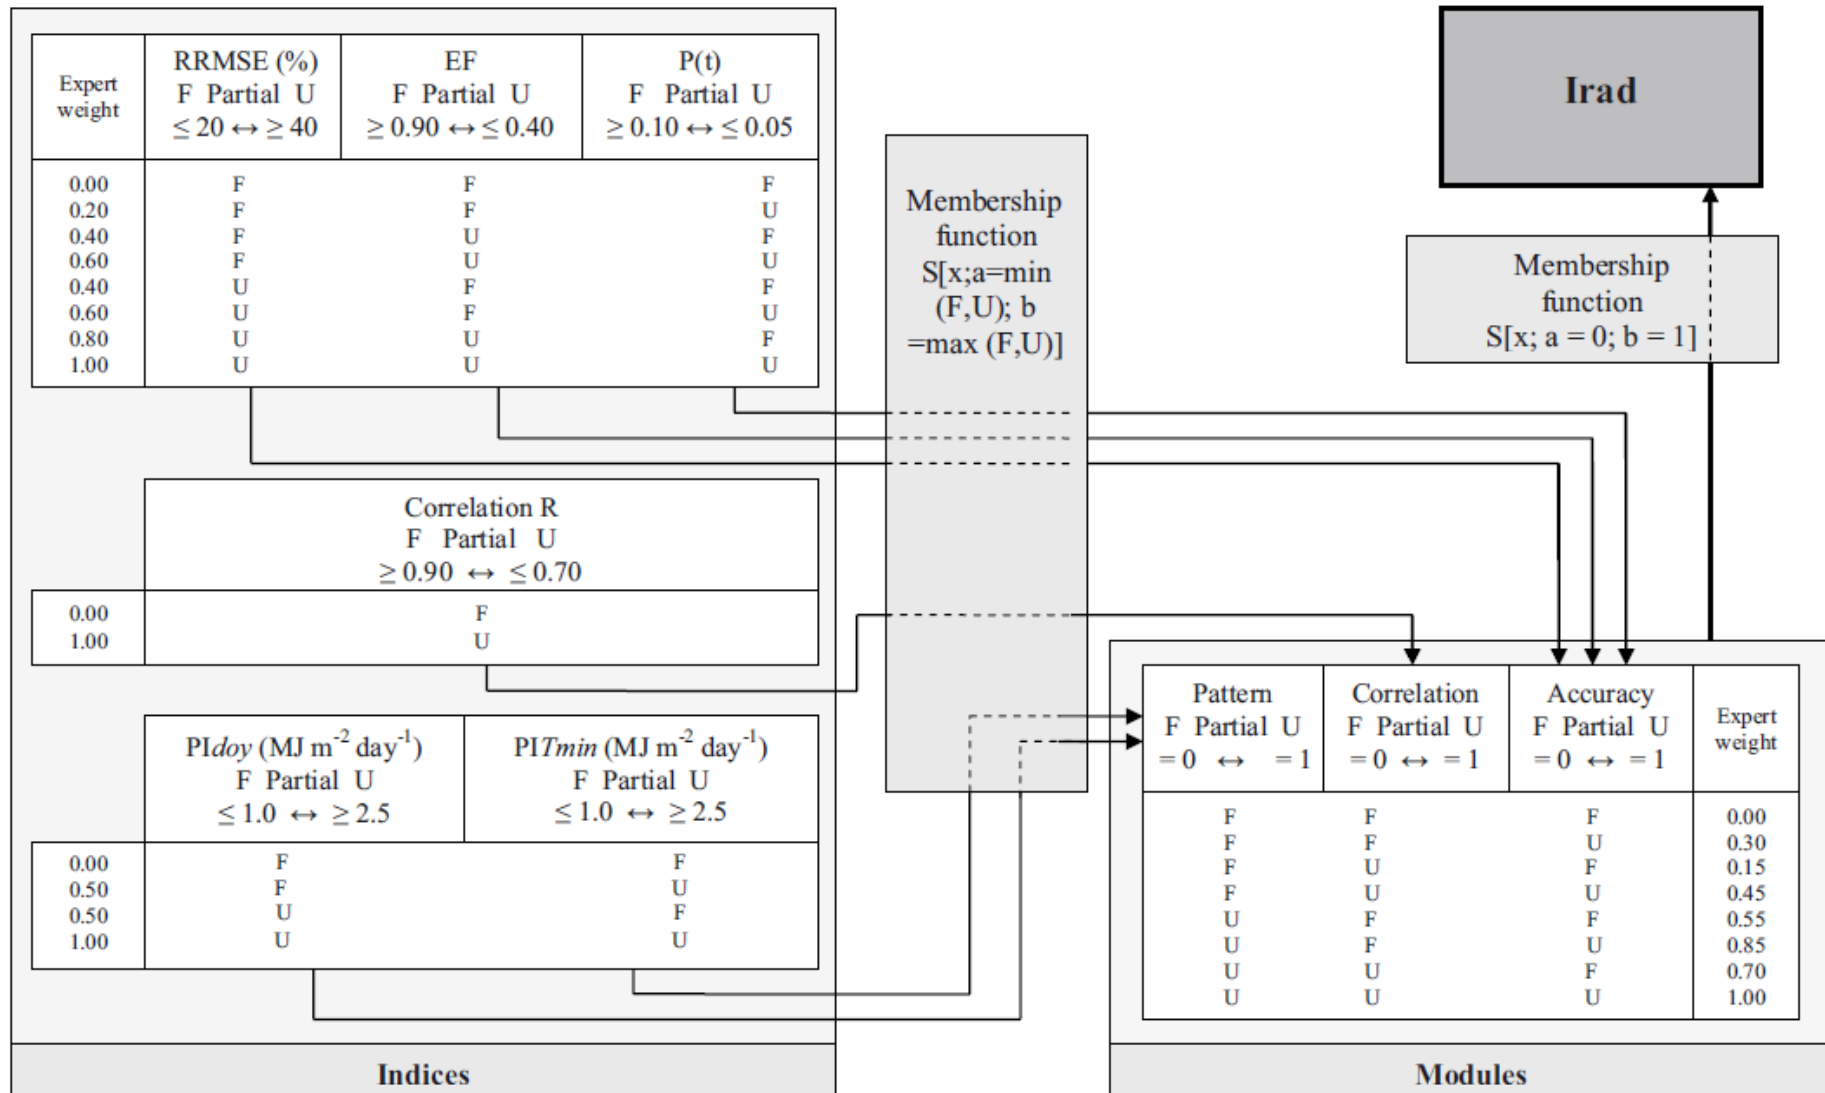 Expert
weight
RRMSE (%)
F Partial U
≤ 20 ↔ ≥ 40
EF
F Partial U
≥ 0.90 ↔ ≤ 0.40
P(t)
F Partial U
≥ 0.10 ↔ ≤ 0.05
0.00 F F F
0.20 F F U
0.40 F U F
0.60 F U U
0.40 U F F
0.60 U F U
0.80 U U F
1.00 U U U
Correlation R
F Partial U
≥ 0.90 ↔ ≤ 0.70
0.00 F
1.00 U
PIdoy (MJ m⁻² day⁻¹)
F Partial U
≤ 1.0 ↔ ≥ 2.5
PITmin (MJ m⁻² day⁻¹)
F Partial U
≤ 1.0 ↔ ≥ 2.5
0.00 F F
0.50 F U
0.50 U F
1.00 U U
Indices
Membership
function
S[x;a=min
(F,U); b
=max (F,U)]
Irad
Membership
function
S[x; a = 0; b = 1]
Pattern
F Partial U
= 0 ↔ = 1
Correlation
F Partial U
= 0 ↔ = 1
Accuracy
F Partial U
= 0 ↔ = 1
Expert
weight
F F F 0.00
F F U 0.30
F U F 0.15
F U U 0.45
U F F 0.55
U F U 0.85
U U F 0.70
U U U 1.00
Modules